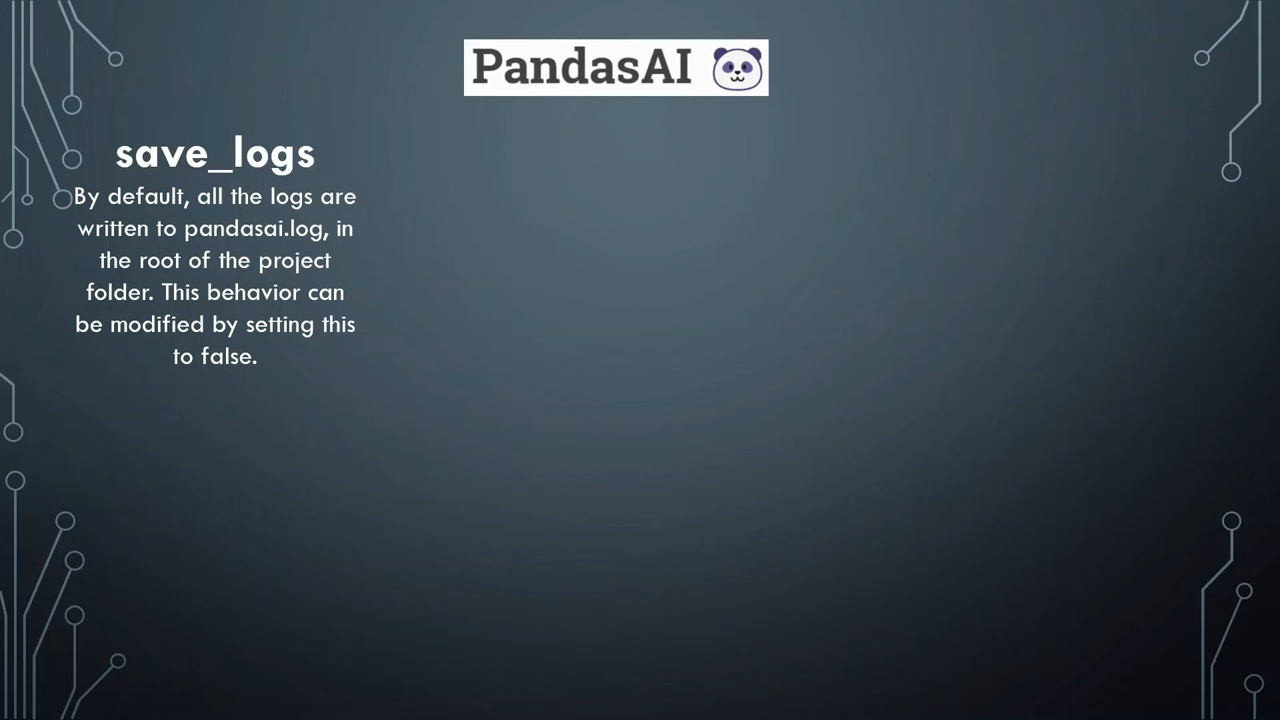 PandasAI
save_logs
By default, all the logs are
written to pandasai.log, in
the root of the project
folder. This behavior can
be modified by setting this
to false.